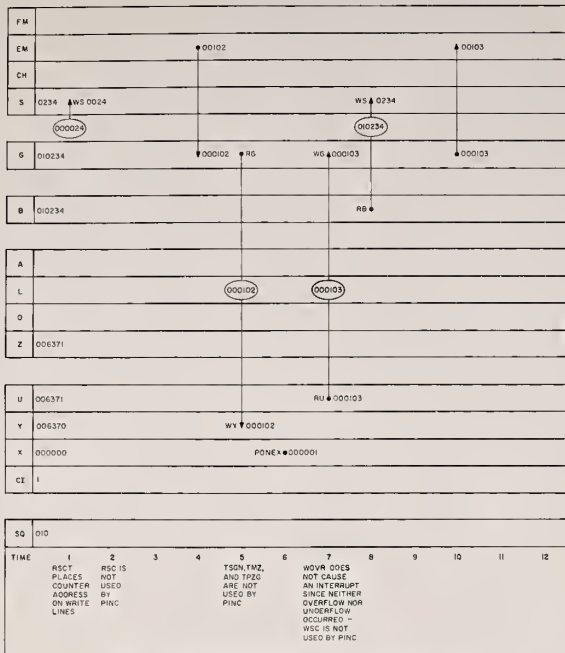 FM
EM 00102 00103
CH
S 0234 WS 0024 WS 0234
000024 010234
G 010234 000102 RG WG 000103 000103
B 010234 RB
A
L 000102 000103
Q
Z 006371
U 006371 RU 000103
Y 006370 WY 000102
X 000000 PONEX 000001
CI 1
SQ 010
TIME 1 2 3 4 5 6 7 8 9 10 11 12
RSCT PLACES COUNTER ADDRESS ON WRITE LINES
RSC IS NOT USED BY PINC
TSGN, TMZ, AND TPZG ARE NOT USED BY PINC
WOVR DOES NOT CAUSE AN INTERRUPT SINCE NEITHER OVERFLOW NOR UNDERFLOW OCCURRED – WSC IS NOT USED BY PINC